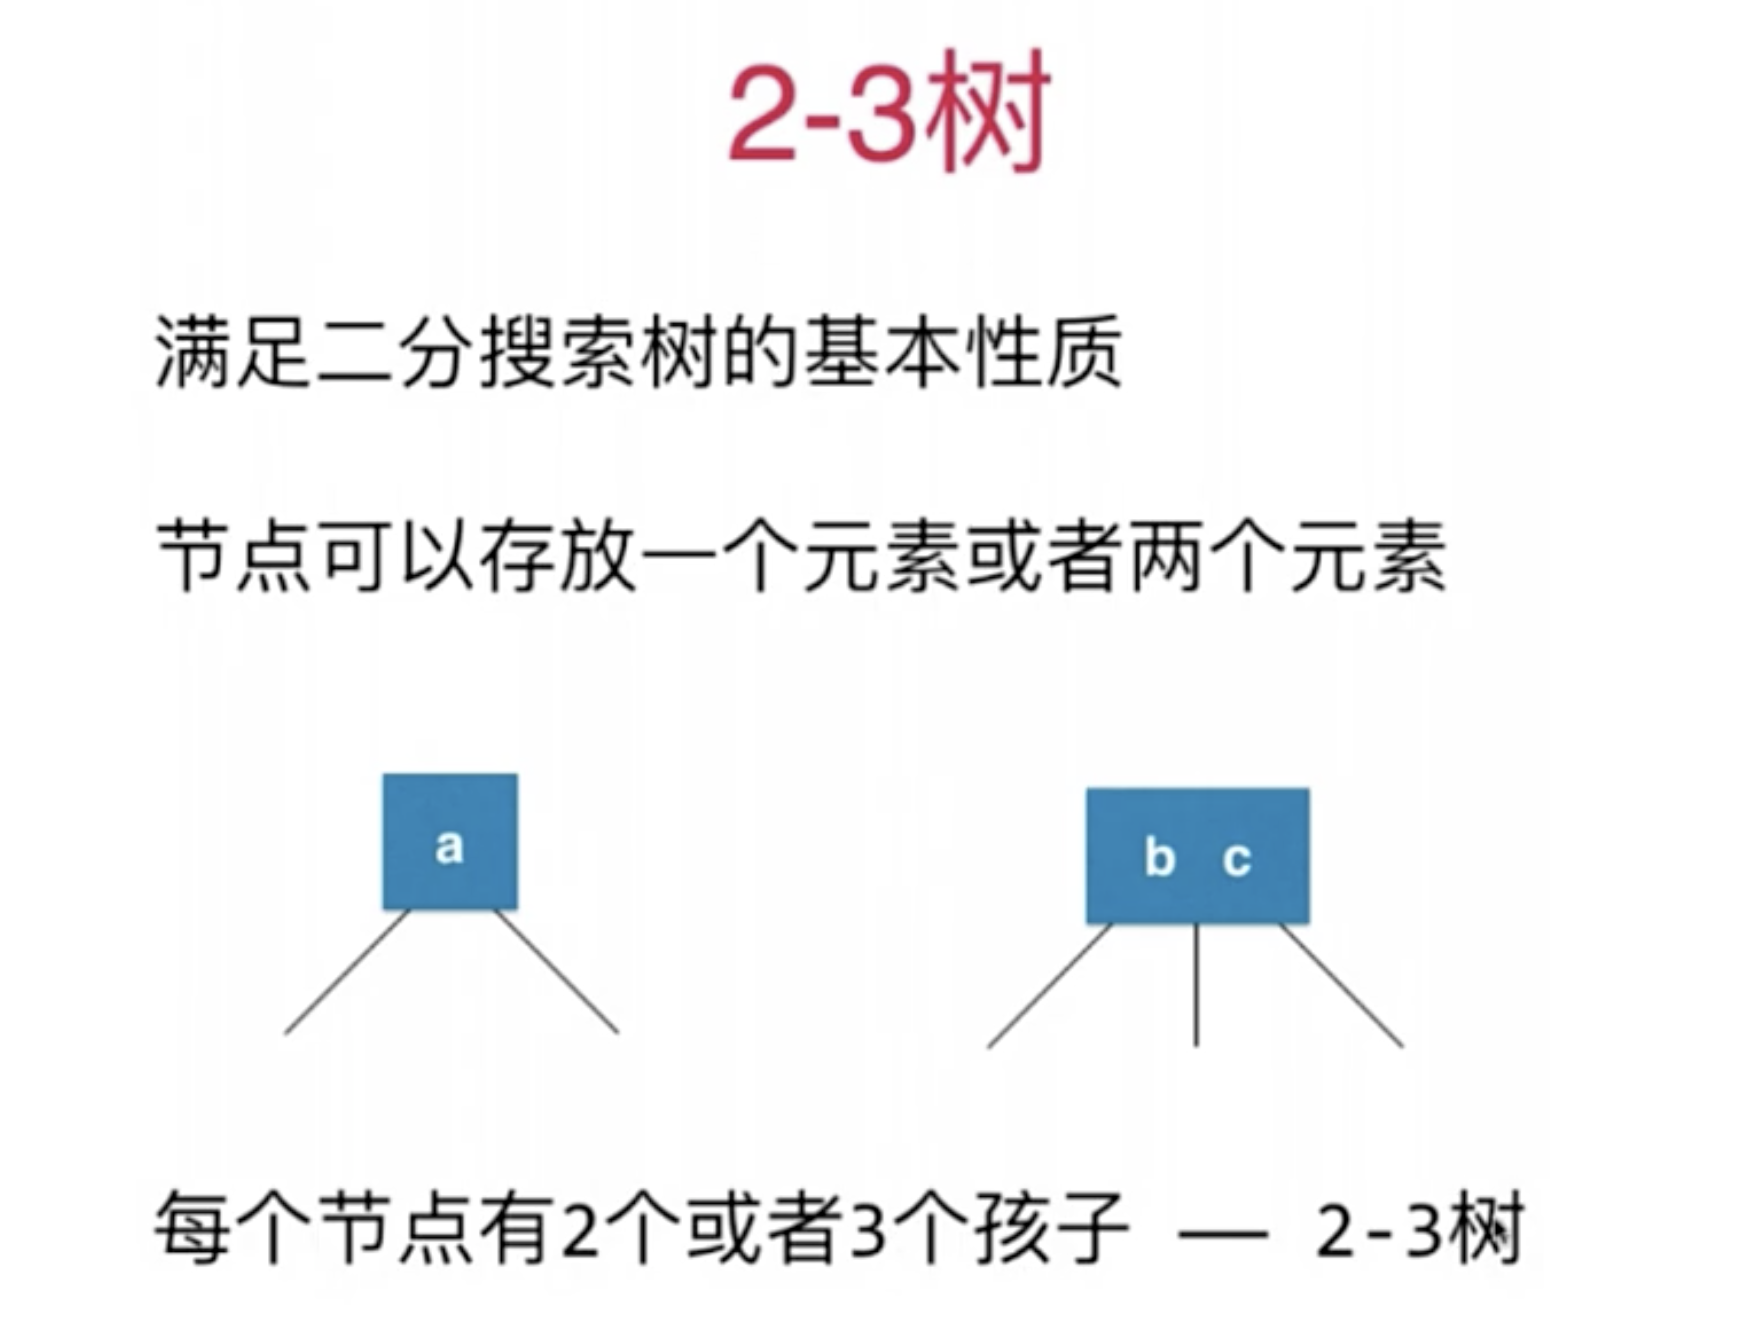 2-3树
满足二分搜索树的基本性质
节点可以存放一个元素或者两个元素
a
b c
每个节点有2个或者3个孩子 — 2-3树